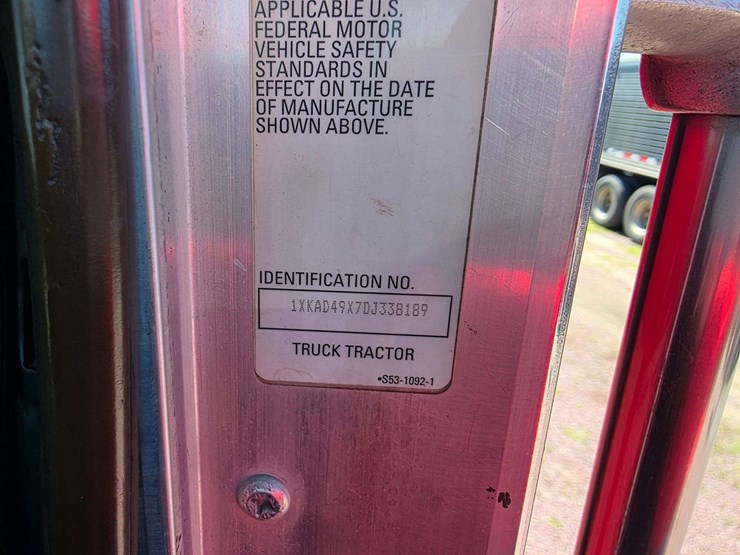 APPLICABLE U.S.
FEDERAL MOTOR
VEHICLE SAFETY
STANDARDS IN
EFFECT ON THE DATE
OF MANUFACTURE
SHOWN ABOVE.
IDENTIFICATION NO.
1XKAD49X7DJ338189
TRUCK TRACTOR
•S53-1092-1